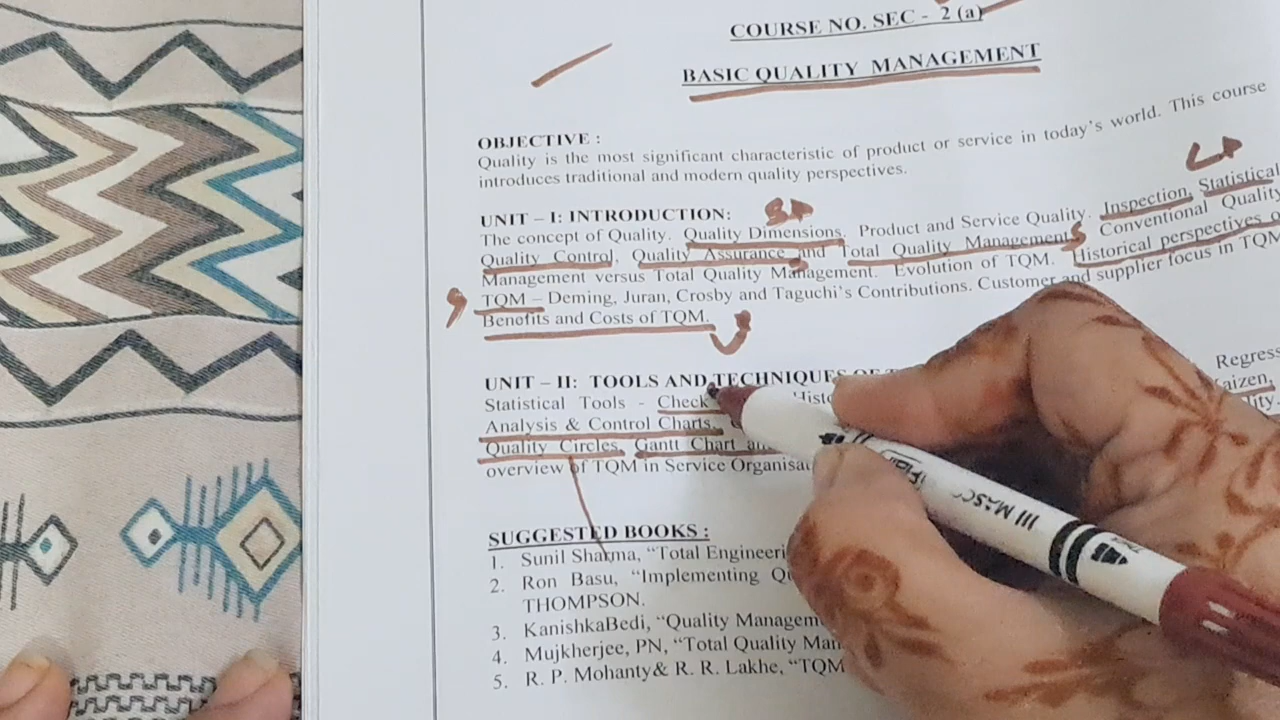 COURSE NO. SEC - 2 (a)
BASIC QUALITY MANAGEMENT
OBJECTIVE :
Quality is the most significant characteristic of product or service in today's world. This course
introduces traditional and modern quality perspectives.
UNIT – I: INTRODUCTION:
The concept of Quality. Quality Dimensions. Product and Service Quality. Inspection, Statistical
Quality Control, Quality Assurance and Total Quality Management. Conventional Quality
Management versus Total Quality Management. Evolution of TQM. Historical perspectives of
TQM – Deming, Juran, Crosby and Taguchi's Contributions. Customer and supplier focus in TQM
Benefits and Costs of TQM.
UNIT – II: TOOLS AND TECHNIQUES OF
Statistical Tools - Check
Analysis & Control Charts.
Quality Circles, Gantt Chart
overview of TQM in Service
SUGGESTED BOOKS :
1. Sunil Sharma, “Total
2. Ron Basu, “Implementing
THOMPSON.
3. KanishkaBedi, “Quality
4. Mujkherjee, PN, “Total Quality
5. R. P. Mohanty& R. R. Lakhe, “TQM